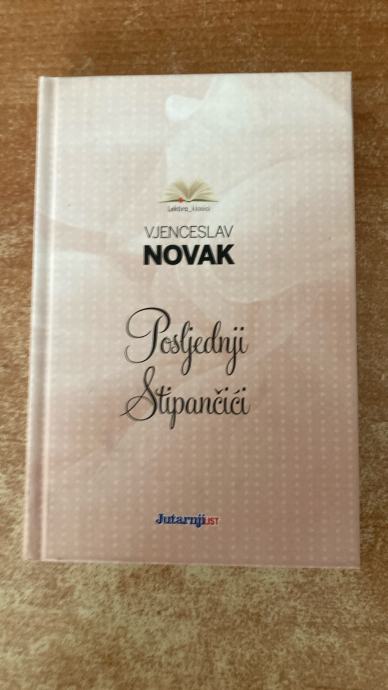 Lektira_klasici
VJENCESLAV
NOVAK
Posljednji
Stipančići
Jutarnji LIST